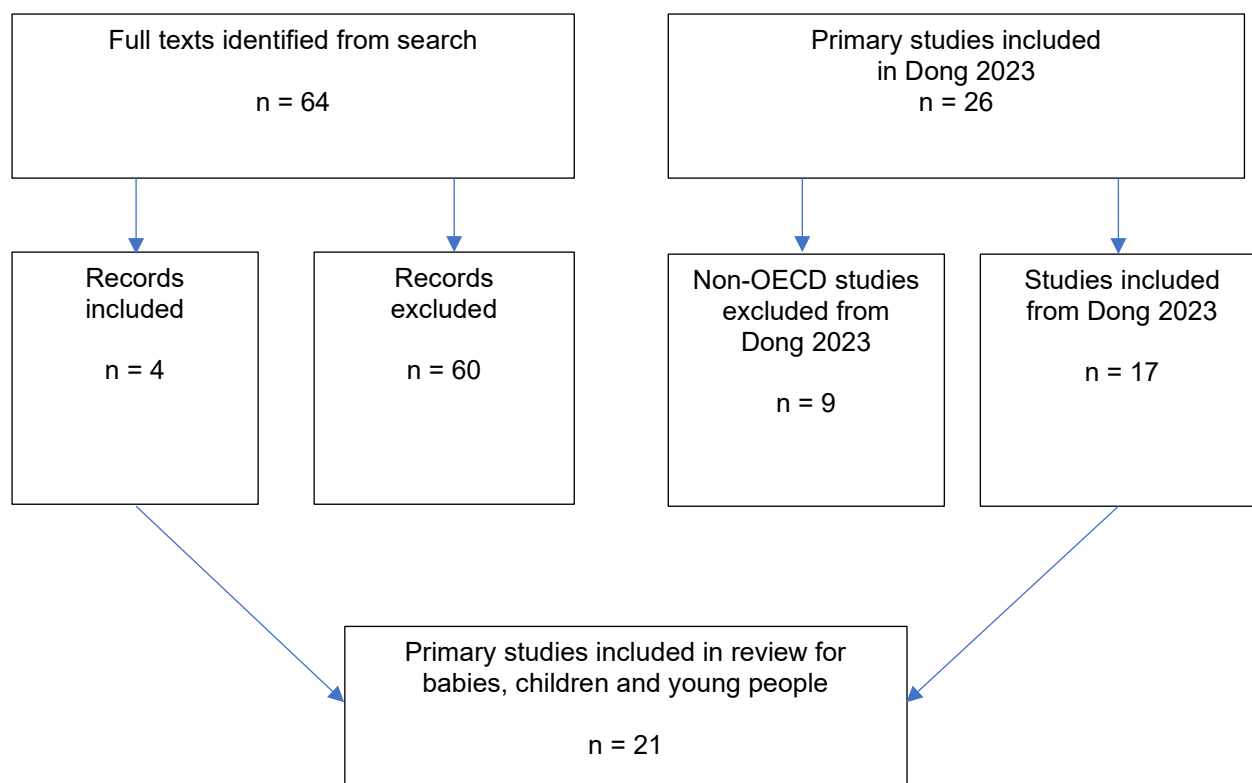 Full texts identified from search
n = 64
Primary studies included
in Dong 2023
n = 26
Records
included
n = 4
Records
excluded
n = 60
Non-OECD studies
excluded from
Dong 2023
n = 9
Studies included
from Dong 2023
n = 17
Primary studies included in review for
babies, children and young people
n = 21